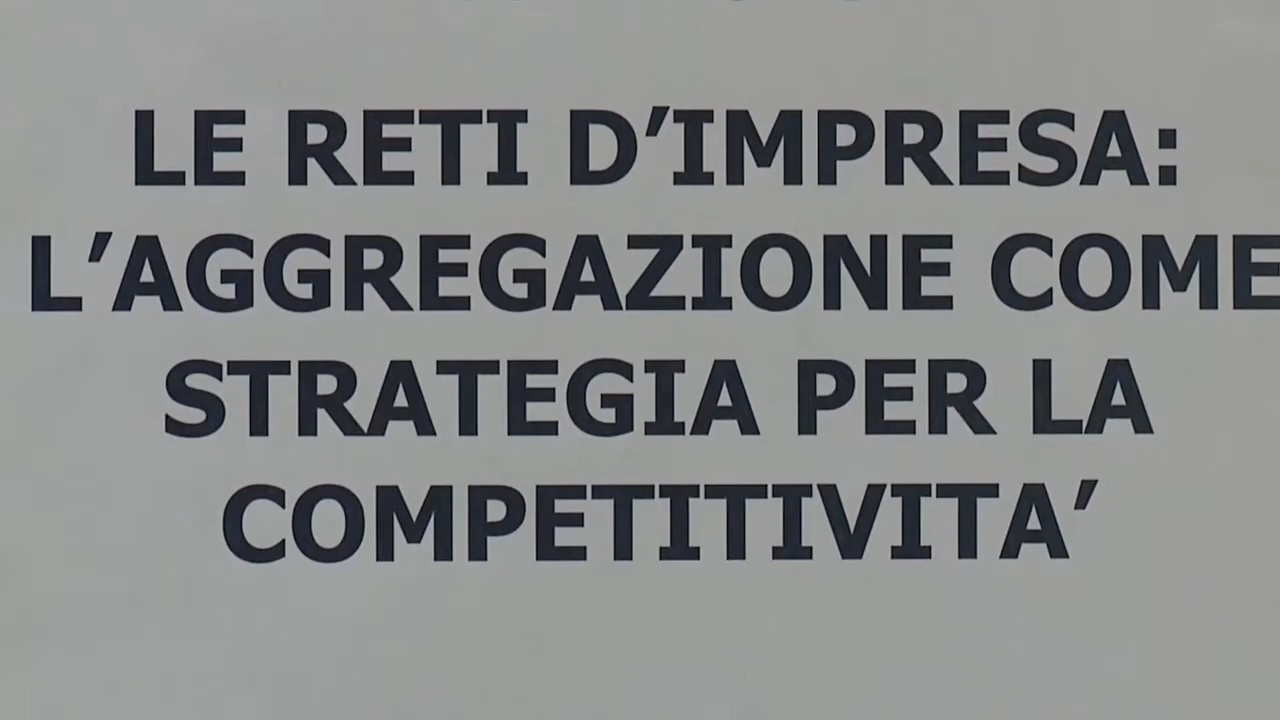 LE RETI D’IMPRESA:
L’AGGREGAZIONE COME
STRATEGIA PER LA
COMPETITIVITA’